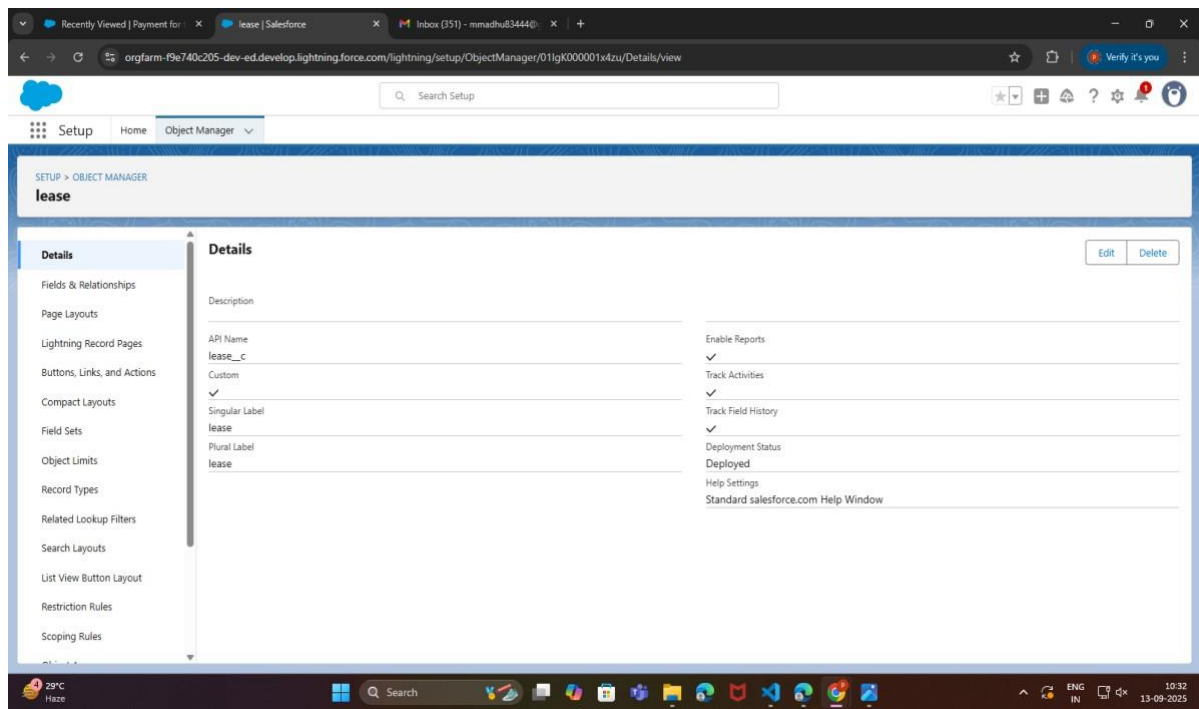 Recently Viewed | Payment for
lease | Salesforce
Inbox (351) - mmadhu83444@
orgfarm-f9e740c205-dev-ed.develop.lightning.force.com/lightning/setup/ObjectManager/01IgK000001x4zu/Details/view
Verify it's you
Search Setup
1
Setup
Home
Object Manager
SETUP > OBJECT MANAGER
lease
Details
Fields & Relationships
Page Layouts
Lightning Record Pages
Buttons, Links, and Actions
Compact Layouts
Field Sets
Object Limits
Record Types
Related Lookup Filters
Search Layouts
List View Button Layout
Restriction Rules
Scoping Rules
Details
Edit
Delete
Description
API Name
lease__c
Custom
Singular Label
lease
Plural Label
lease
Enable Reports
Track Activities
Track Field History
Deployment Status
Deployed
Help Settings
Standard salesforce.com Help Window
4
29°C
Haze
Search
ENG
IN
10:32
13-09-2025